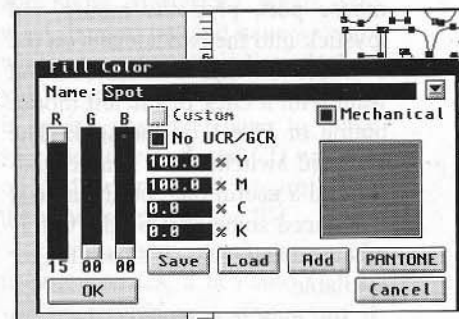 Fill Color
Name: Spot
R G B
Custom
Mechanical
No UCR/GCR
100.0 % Y
100.0 % M
0.0 % C
0.0 % K
15 00 00
Save Load Add PANTONE
OK
Cancel